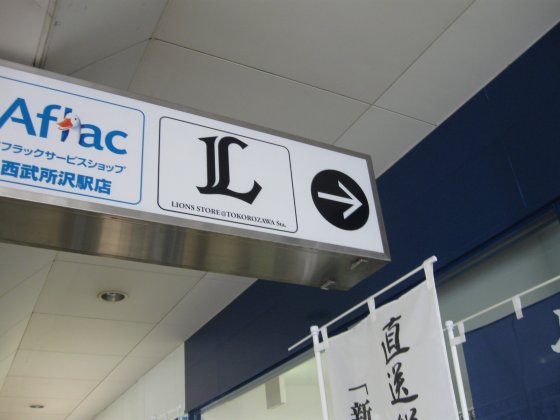 Aflac
フラックサービスショップ
西武所沢駅店
L
LIONS STORE@TOKOROZAWA Sta.
直送
「新